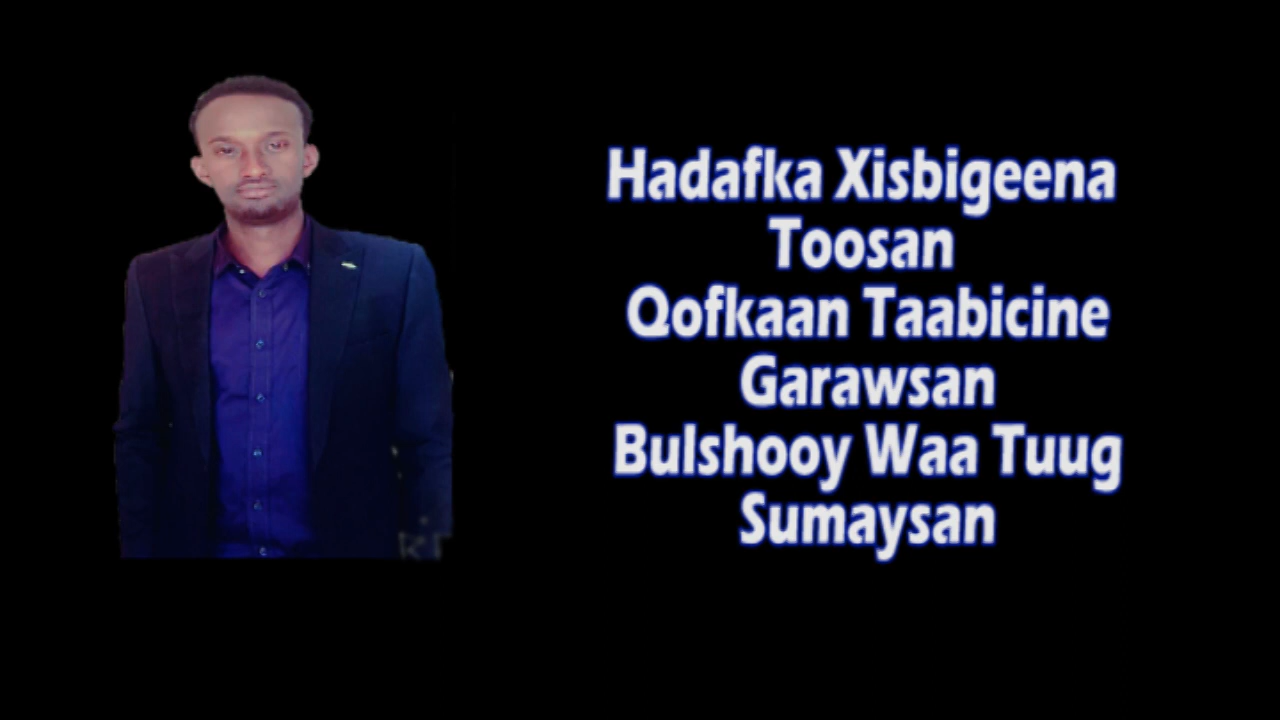 Hadafka Xisbigeena
Toosan
Qofkaan Taabicine
Garawsan
Bulshooy Waa Tuug
Sumaysan